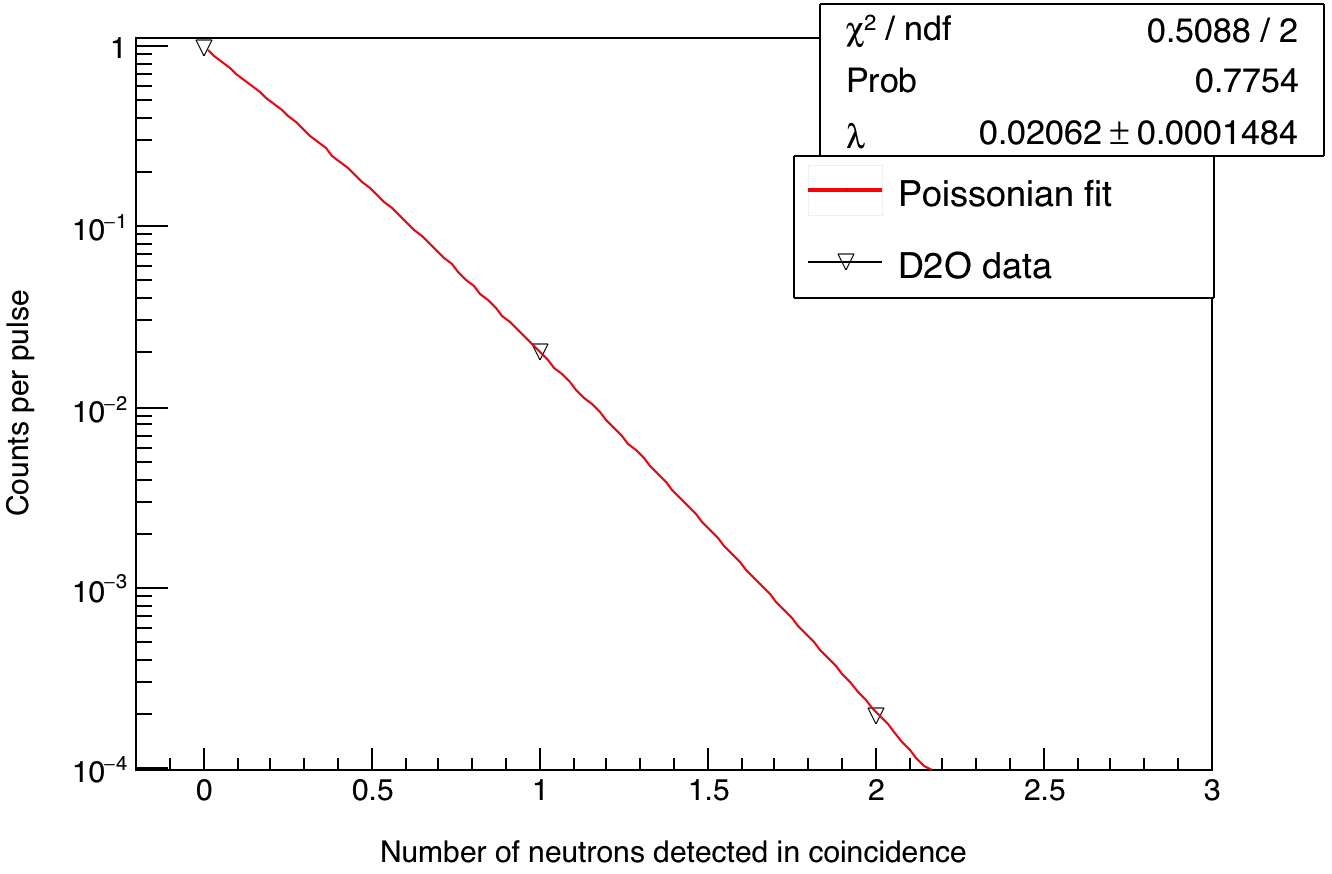 χ² / ndf 0.5088 / 2
Prob 0.7754
λ 0.02062 ± 0.0001484
Poissonian fit
D2O data
Counts per pulse
1
10⁻¹
10⁻²
10⁻³
10⁻⁴
0 0.5 1 1.5 2 2.5 3
Number of neutrons detected in coincidence